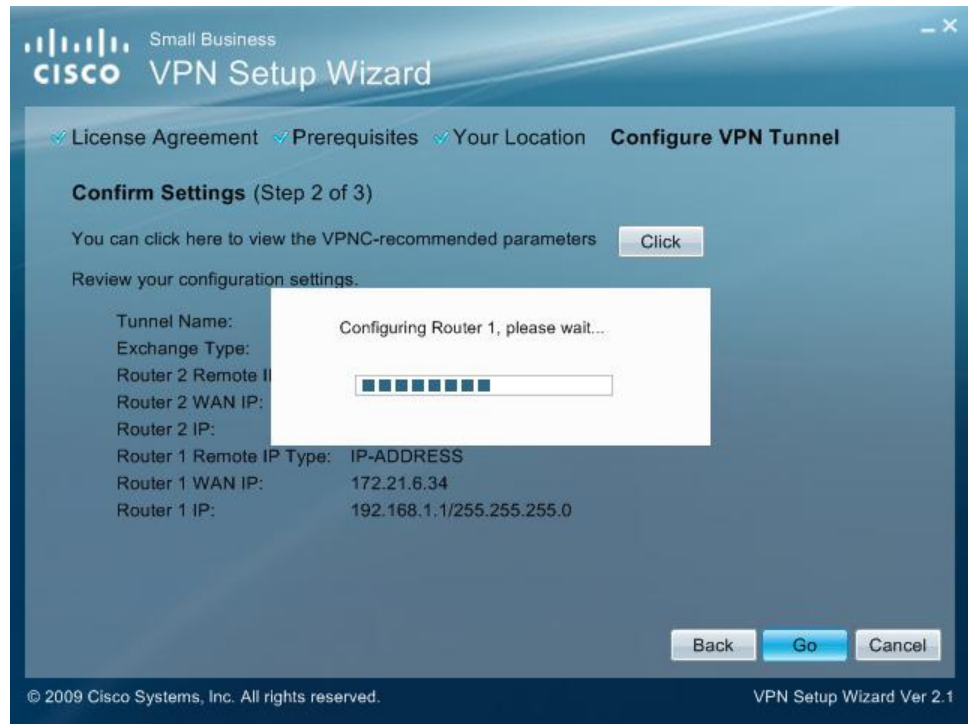 Small Business
CISCO VPN Setup Wizard
License Agreement Prerequisites Your Location Configure VPN Tunnel
Confirm Settings (Step 2 of 3)
You can click here to view the VPNC-recommended parameters Click
Review your configuration settings.
Configuring Router 1, please wait...
Tunnel Name:
Exchange Type:
Router 2 Remote
Router 2 WAN IP:
Router 2 IP:
Router 1 Remote IP Type: IP-ADDRESS
Router 1 WAN IP: 172.21.6.34
Router 1 IP: 192.168.1.1/255.255.255.0
Back Go Cancel
© 2009 Cisco Systems, Inc. All rights reserved. VPN Setup Wizard Ver 2.1